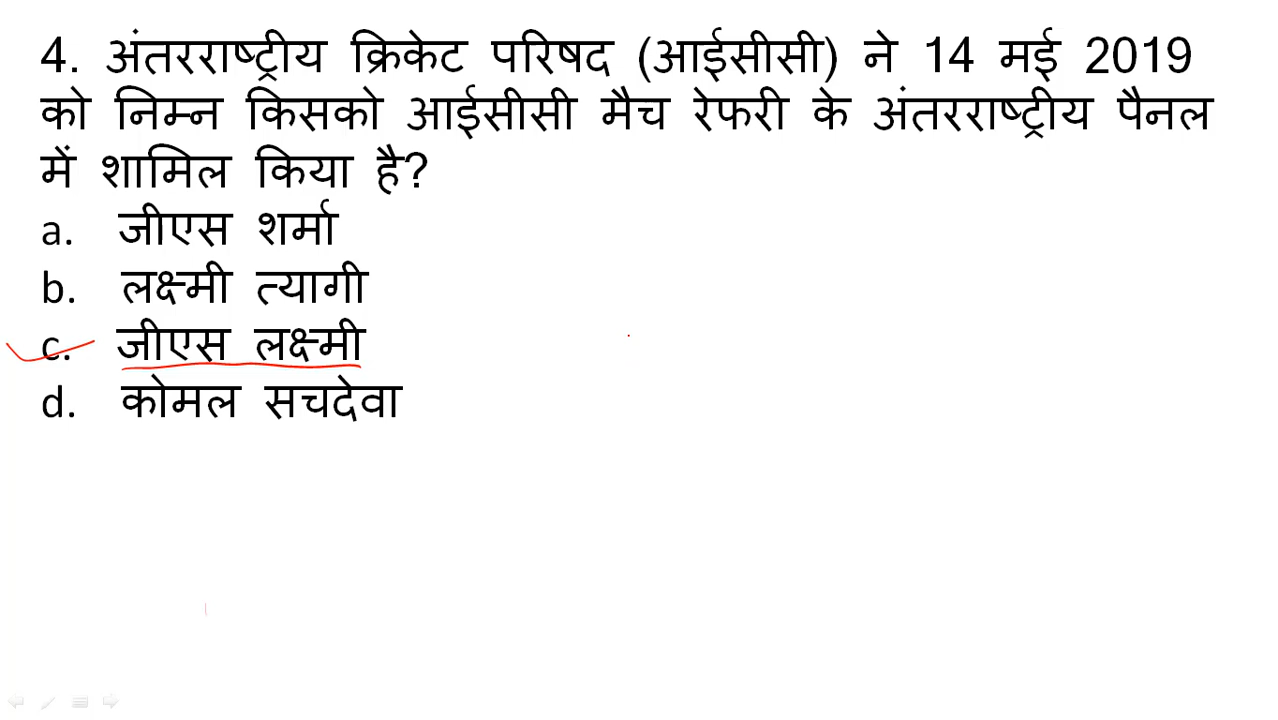 4. अंतरराष्ट्रीय क्रिकेट परिषद (आईसीसी) ने 14 मई 2019
को निम्न किसको आईसीसी मैच रेफरी के अंतरराष्ट्रीय पैनल
में शामिल किया है?
a. जीएस शर्मा
b. लक्ष्मी त्यागी
c. जीएस लक्ष्मी
d. कोमल सचदेवा